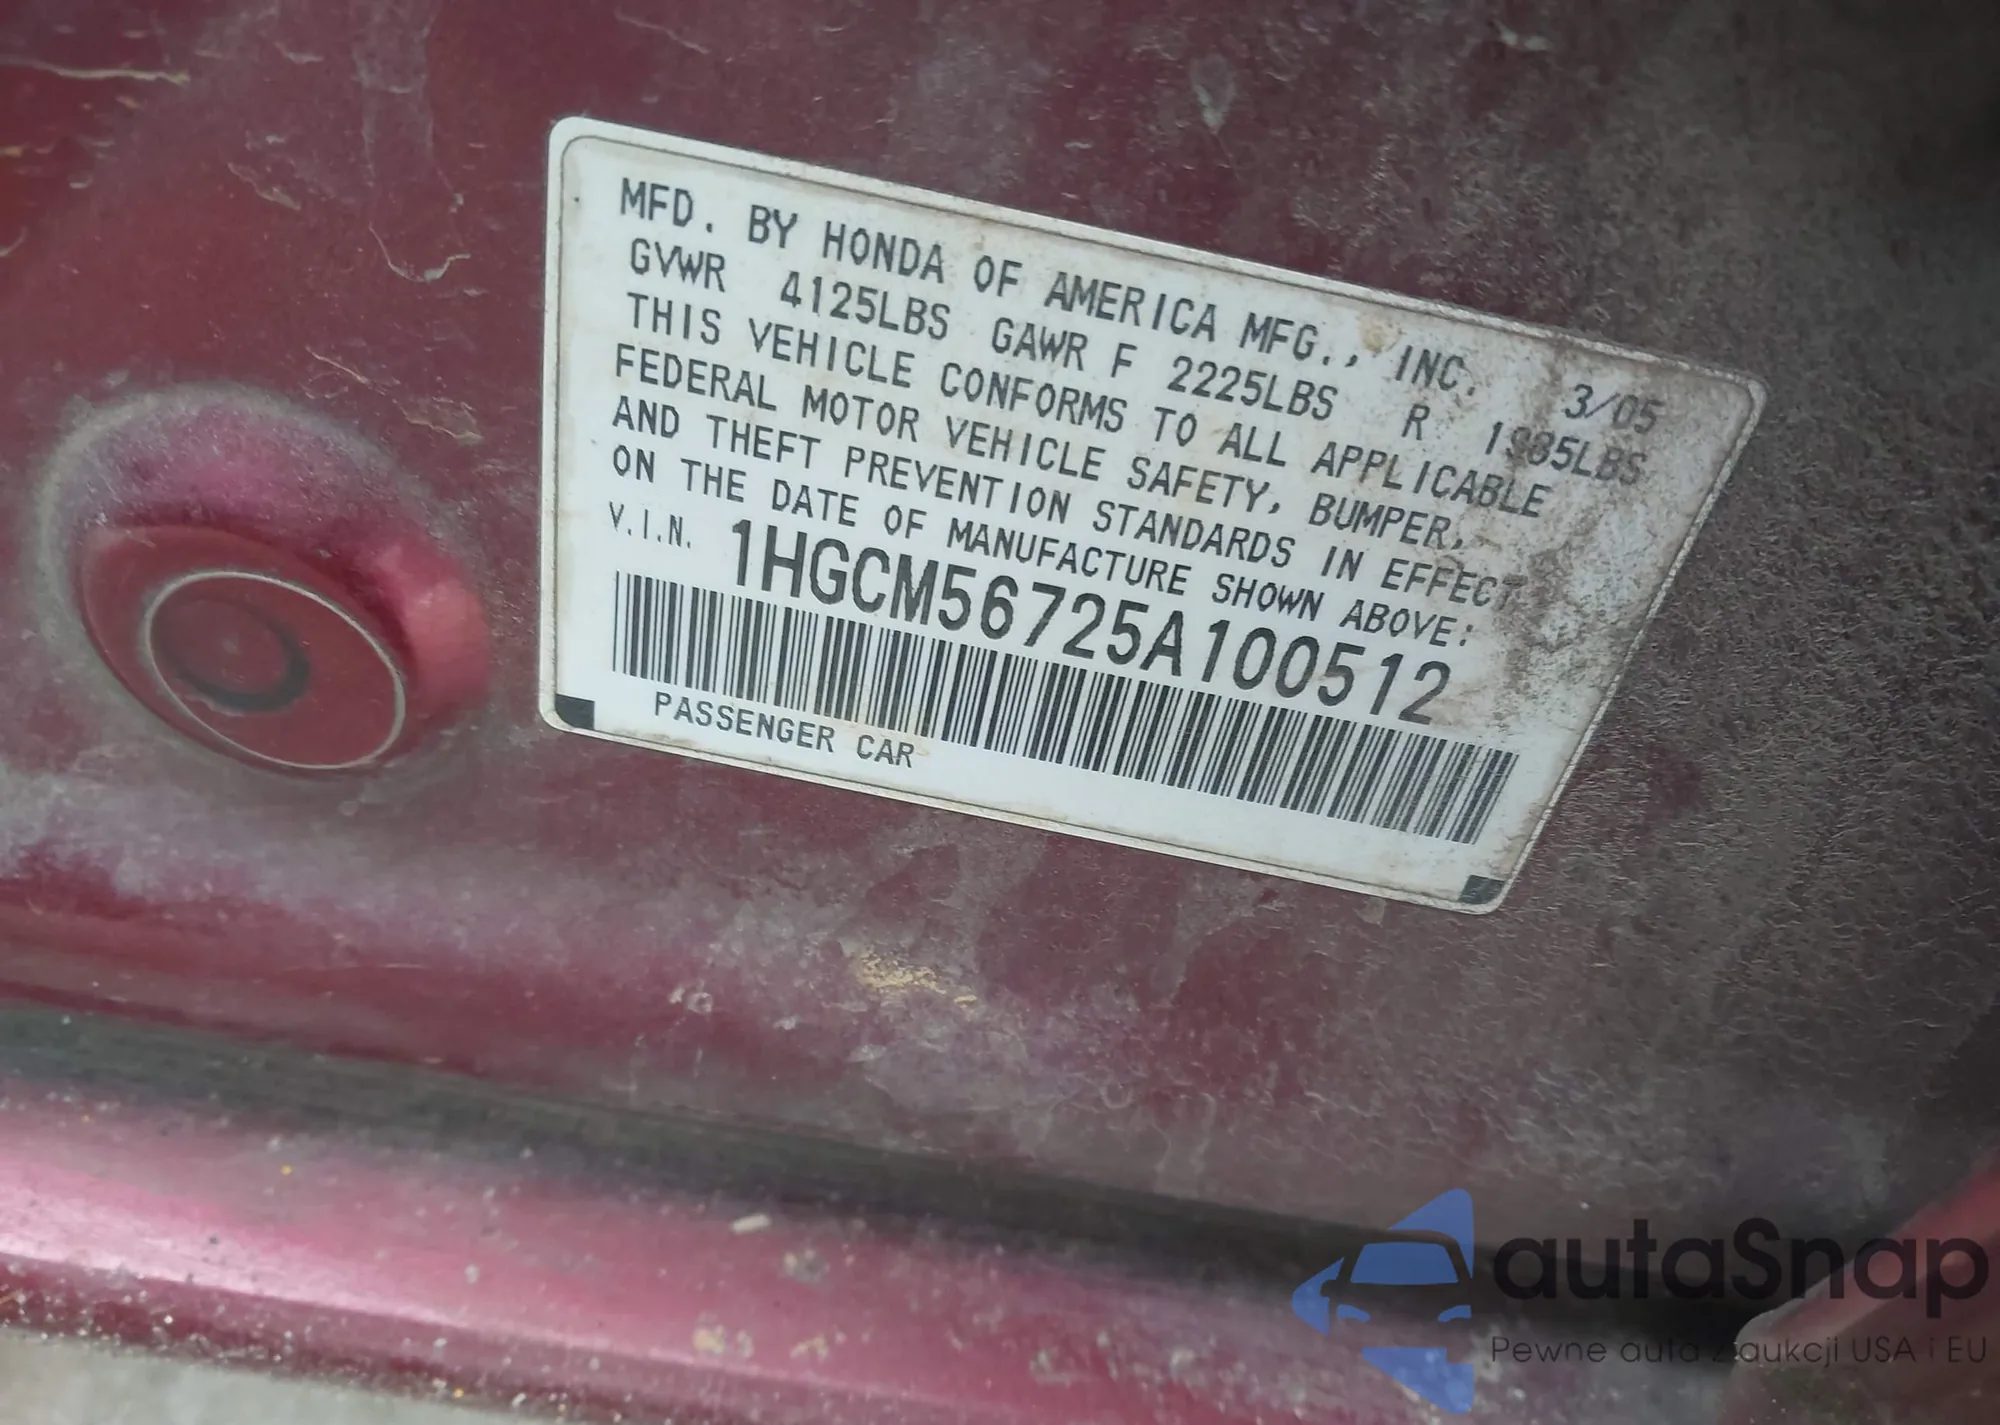 MFD. BY HONDA OF AMERICA MFG., INC. 3/05
GVWR 4125LBS GAWR F 2225LBS R 1985LBS
THIS VEHICLE CONFORMS TO ALL APPLICABLE
FEDERAL MOTOR VEHICLE SAFETY, BUMPER,
AND THEFT PREVENTION STANDARDS IN EFFECT
ON THE DATE OF MANUFACTURE SHOWN ABOVE:
V.I.N. 1HGCM56725A100512
PASSENGER CAR
autaSnap
Pewne auta z aukcji USA i EU